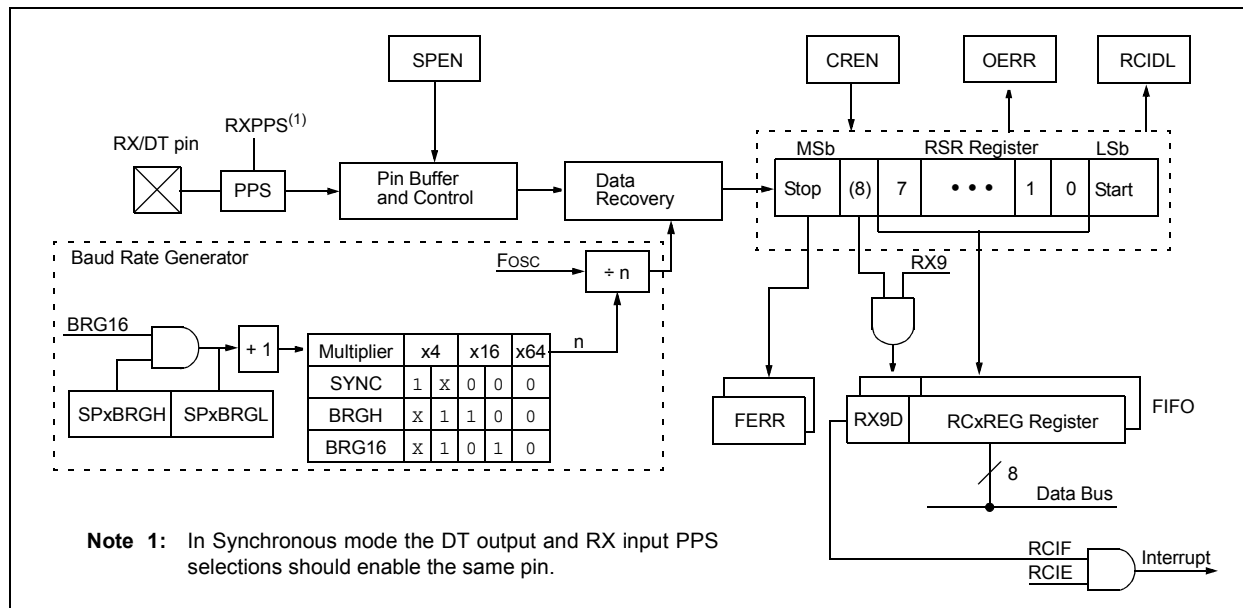 SPEN
CREN
OERR
RCIDL
RXPPS(1)
RX/DT pin
PPS
Pin Buffer
and Control
Data
Recovery
MSb RSR Register LSb
Stop (8) 7 • • • 1 0 Start
Baud Rate Generator
FOSC
÷ n
RX9
BRG16
+ 1
n
Multiplier x4 x16 x64
SYNC 1 X 0 0 0
BRGH X 1 1 0 0
BRG16 X 1 0 1 0
SPxBRGH SPxBRGL
FERR
RX9D RCxREG Register
FIFO
8
Data Bus
Note 1: In Synchronous mode the DT output and RX input PPS
selections should enable the same pin.
RCIF
RCIE
Interrupt